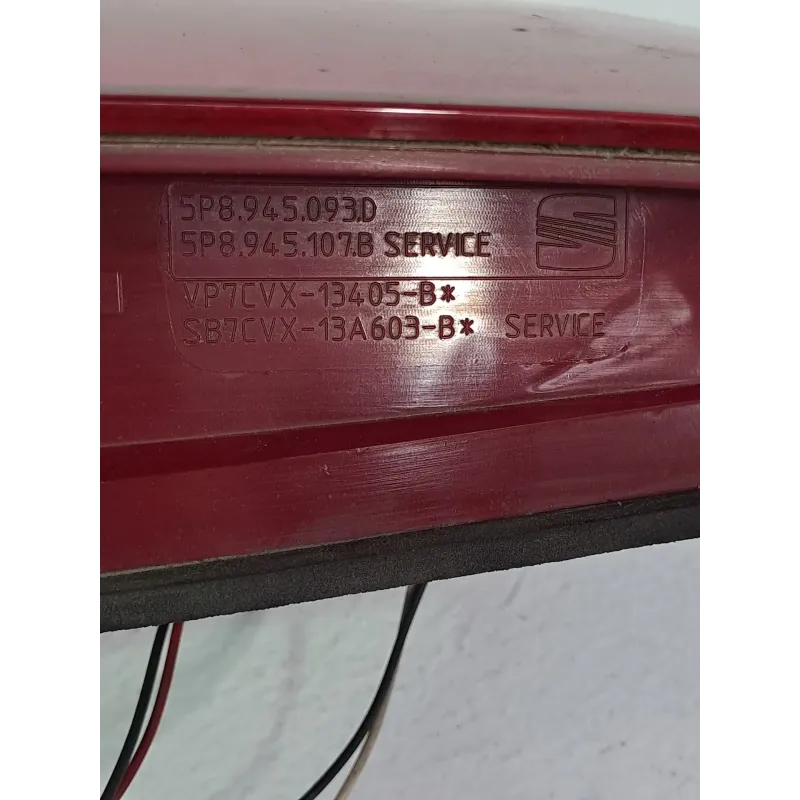 5P8.945.093.D
5P8.945.107.B SERVICE
VP7CVX-13405-B*
SB7CVX-13A603-B* SERVICE